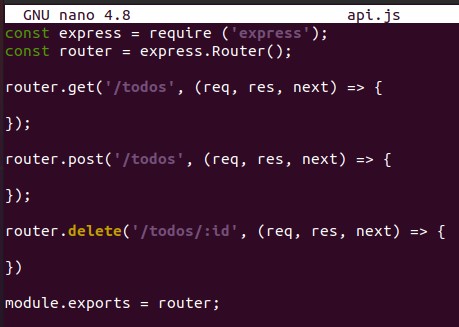 GNU nano 4.8 api.js
const express = require ('express');
const router = express.Router();
router.get('/todos', (req, res, next) => {
});
router.post('/todos', (req, res, next) => {
});
router.delete('/todos/:id', (req, res, next) => {
})
module.exports = router;